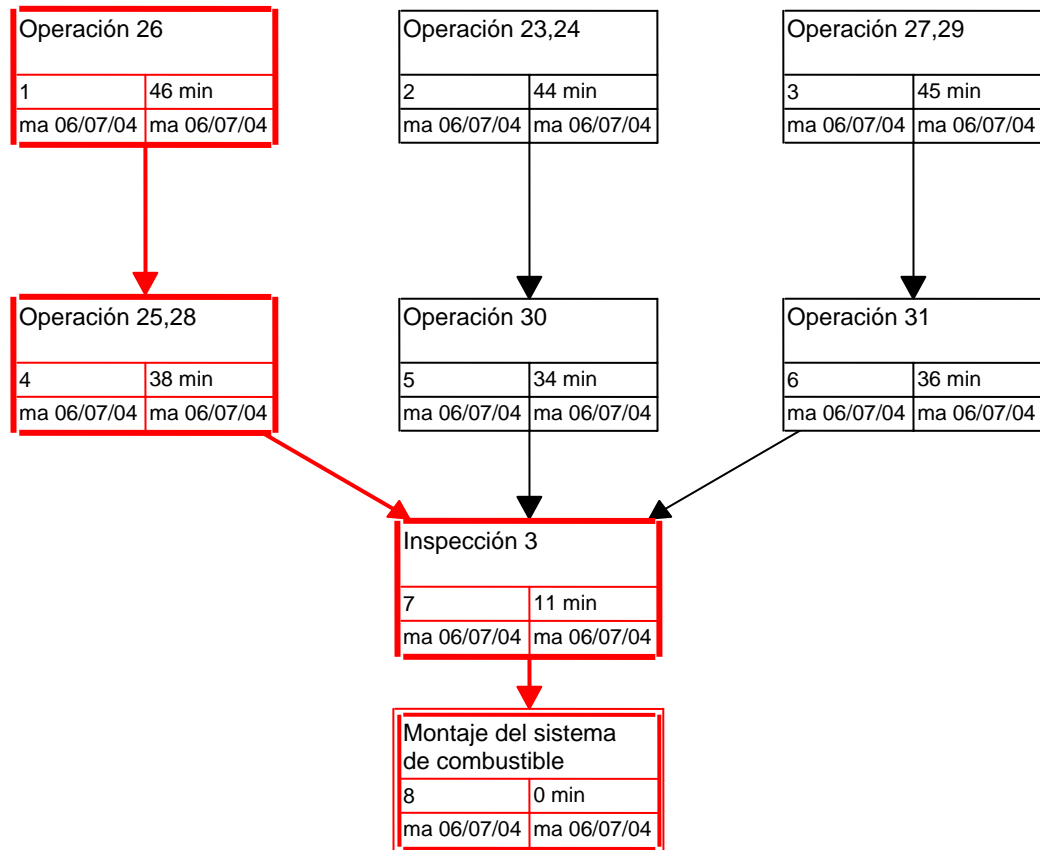 Operación 26
1 46 min
ma 06/07/04 ma 06/07/04
Operación 23,24
2 44 min
ma 06/07/04 ma 06/07/04
Operación 27,29
3 45 min
ma 06/07/04 ma 06/07/04
Operación 25,28
4 38 min
ma 06/07/04 ma 06/07/04
Operación 30
5 34 min
ma 06/07/04 ma 06/07/04
Operación 31
6 36 min
ma 06/07/04 ma 06/07/04
Inspección 3
7 11 min
ma 06/07/04 ma 06/07/04
Montaje del sistema
de combustible
8 0 min
ma 06/07/04 ma 06/07/04